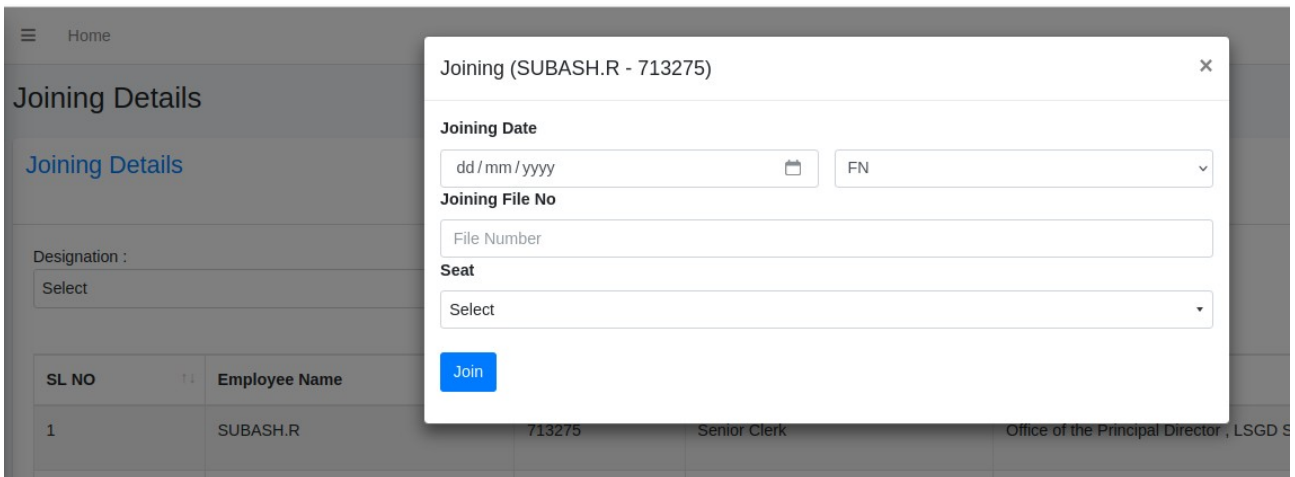 Home
Joining (SUBASH.R - 713275)
×
Joining Details
Joining Date
Joining Details
dd/mm/yyyy
FN
Joining File No
File Number
Designation :
Seat
Select
Select
Join
SL NO
Employee Name
1
SUBASH.R
713275
Senior Clerk
Office of the Principal Director , LSGD S